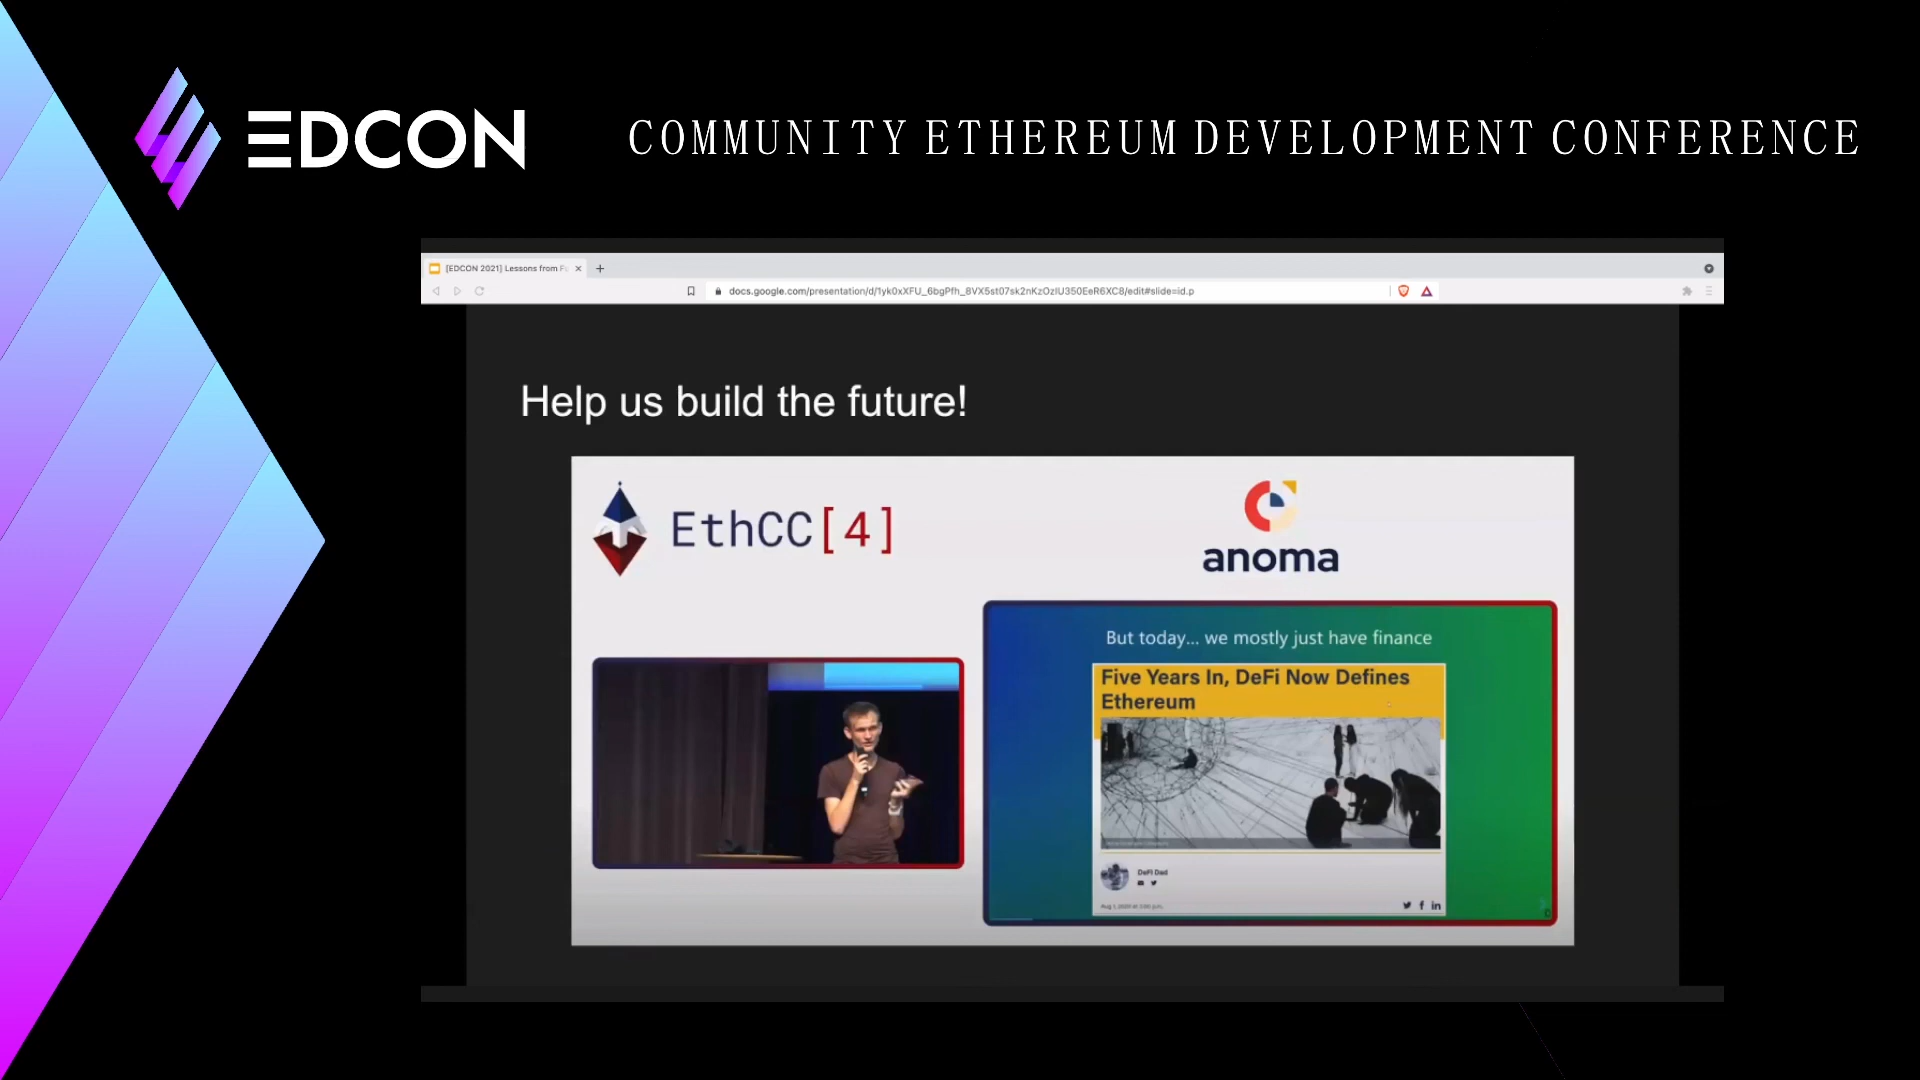 EDCON
COMMUNITY ETHEREUM DEVELOPMENT CONFERENCE
[EDCON 2021] Lessons from Fu
docs.google.com/presentation/d/1yk0xXFU_6bgPfh_8VX5st07sk2nKzOzIU350EeR6XC8/edit#slide=id.p
Help us build the future!
EthCC[4]
anoma
But today... we mostly just have finance
Five Years In, DeFi Now Defines
Ethereum
DeFi Dad